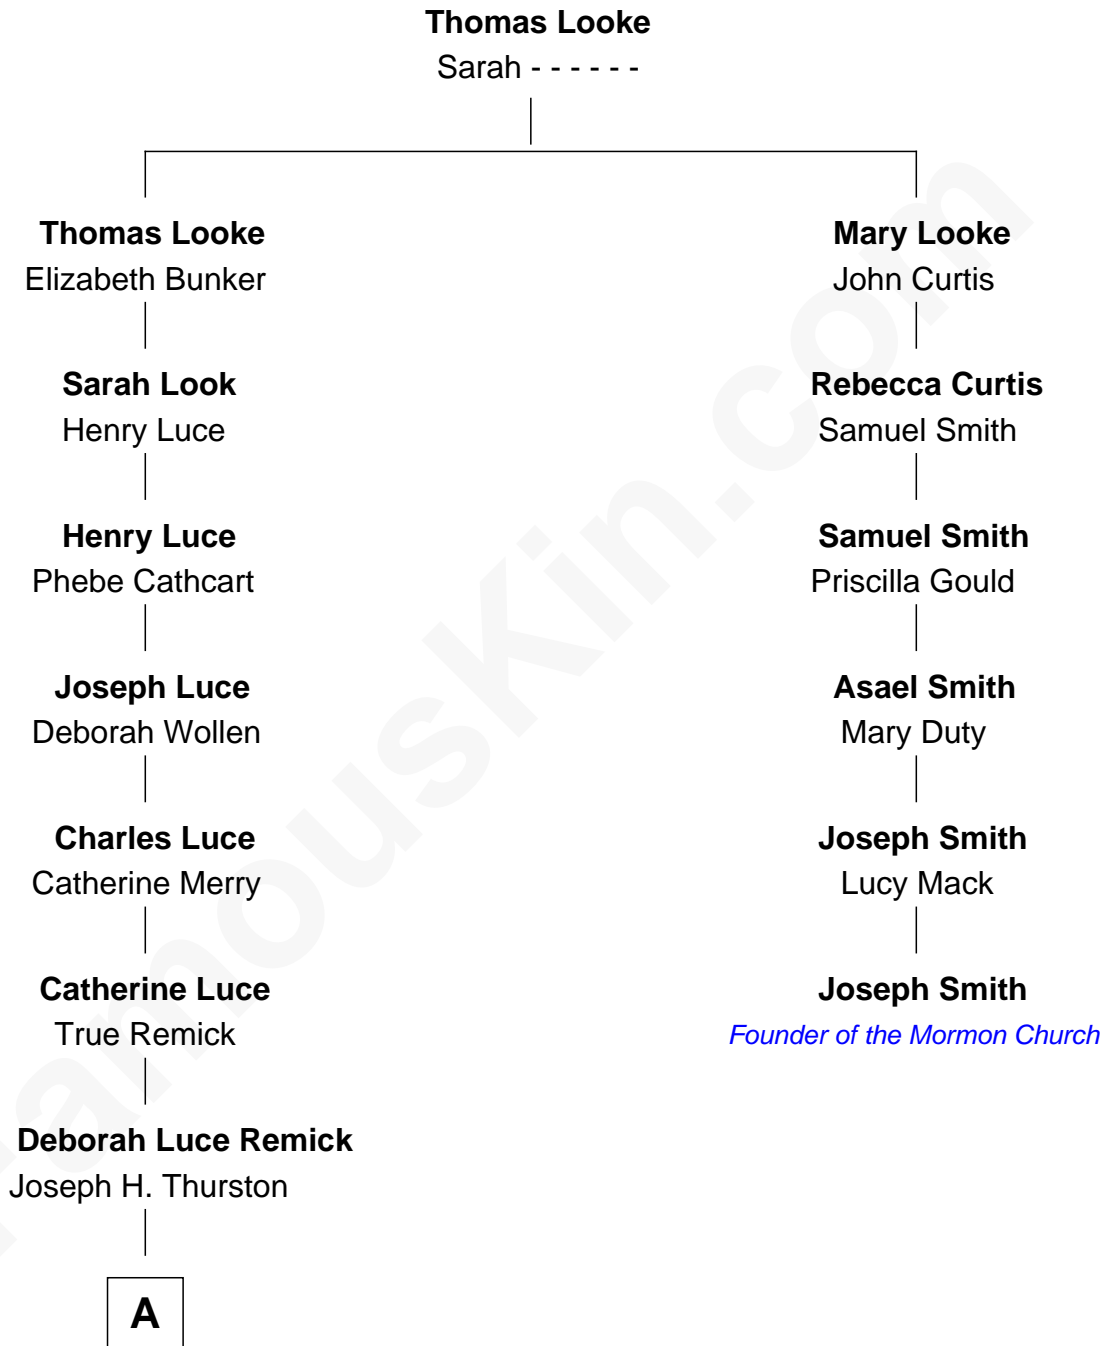 Thomas Looke
Sarah - - - - - -
Thomas Looke
Elizabeth Bunker
Sarah Look
Henry Luce
Henry Luce
Phebe Cathcart
Joseph Luce
Deborah Wollen
Charles Luce
Catherine Merry
Catherine Luce
True Remick
Deborah Luce Remick
Joseph H. Thurston
A
Mary Looke
John Curtis
Rebecca Curtis
Samuel Smith
Samuel Smith
Priscilla Gould
Asael Smith
Mary Duty
Joseph Smith
Lucy Mack
Joseph Smith
Founder of the Mormon Church
FamousKin.com